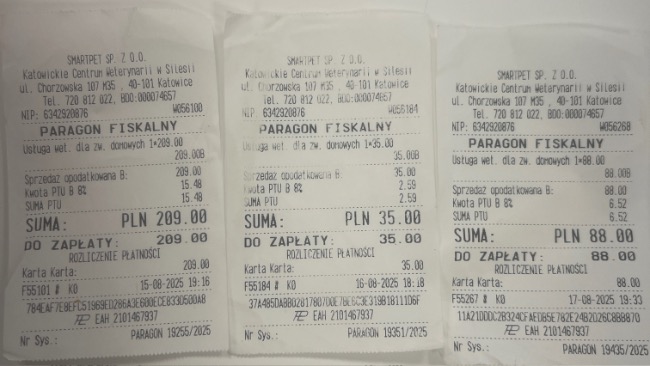 SMARTPET SP. Z O.O.
Katowickie Centrum Weterynarii w Silesii
ul. Chorzowska 107 M35 , 40-101 Katowice
Tel. 720 812 022, BDO:000074657
NIP: 6342920876 W056100
PARAGON FISKALNY
Usługa wet. dla zw. domowych 1×209.00
209.00B
Sprzedaż opodatkowana B: 209.00
Kwota PTU B 8% 15.48
SUMA PTU 15.48
SUMA: PLN 209.00
DO ZAPŁATY: 209.00
ROZLICZENIE PŁATNOŚCI
Karta Karta: 209.00
F55101 # K0 15-08-2025 19:16
EAH 2101467937
Nr Sys.: PARAGON 19255/2025
SMARTPET SP. Z O.O.
Katowickie Centrum Weterynarii w Silesii
ul. Chorzowska 107 M35 , 40-101 Katowice
Tel. 720 812 022, BDO:000074657
NIP: 6342920876 W056184
PARAGON FISKALNY
Usługa wet. dla zw. domowych 1×35.00
35.00B
Sprzedaż opodatkowana B: 35.00
Kwota PTU B 8% 2.59
SUMA PTU 2.59
SUMA: PLN 35.00
DO ZAPŁATY: 35.00
ROZLICZENIE PŁATNOŚCI
Karta Karta: 35.00
F55184 # K0 16-08-2025
EAH 2101467937
Nr Sys.: PARAGON 19351/2025
SMARTPET SP. Z O.O.
Katowickie Centrum Weterynarii w Silesii
ul. Chorzowska 107 M35 , 40-101 Katowice
Tel. 720 812 022, BDO:000074657
NIP: 6342920876 W056268
PARAGON FISKALNY
Usługa wet. dla zw. domowych 1×88.00
88.00B
Sprzedaż opodatkowana B: 88.00
Kwota PTU B 8% 6.52
SUMA PTU 6.52
SUMA: PLN 88.00
DO ZAPŁATY: 88.00
ROZLICZENIE PŁATNOŚCI
Karta Karta: 88.00
F55267 # K0 17-08-2025 19:33
EAH 2101467937
Nr Sys.: PARAGON 19435/2025